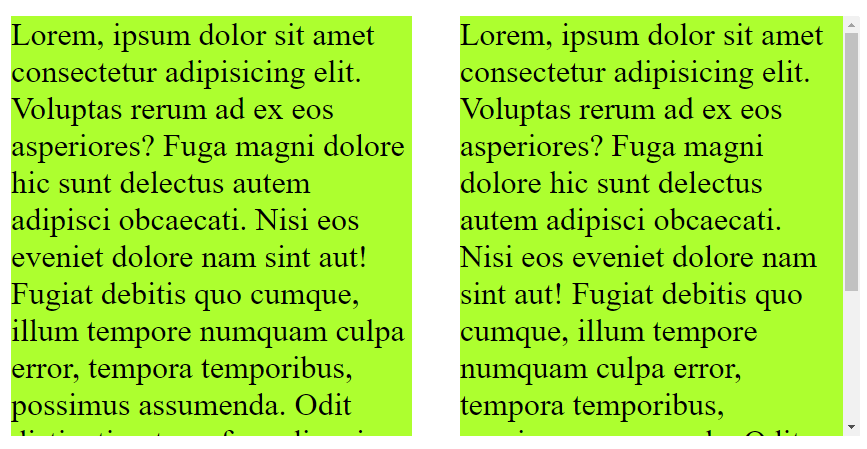 Lorem, ipsum dolor sit amet
consectetur adipisicing elit.
Voluptas rerum ad ex eos
asperiores? Fuga magni dolore
hic sunt delectus autem
adipisci obcaecati. Nisi eos
eveniet dolore nam sint aut!
Fugiat debitis quo cumque,
illum tempore numquam culpa
error, tempora temporibus,
possimus assumenda. Odit
Lorem, ipsum dolor sit amet
consectetur adipisicing elit.
Voluptas rerum ad ex eos
asperiores? Fuga magni
dolore hic sunt delectus
autem adipisci obcaecati.
Nisi eos eveniet dolore nam
sint aut! Fugiat debitis quo
cumque, illum tempore
numquam culpa error,
tempora temporibus,